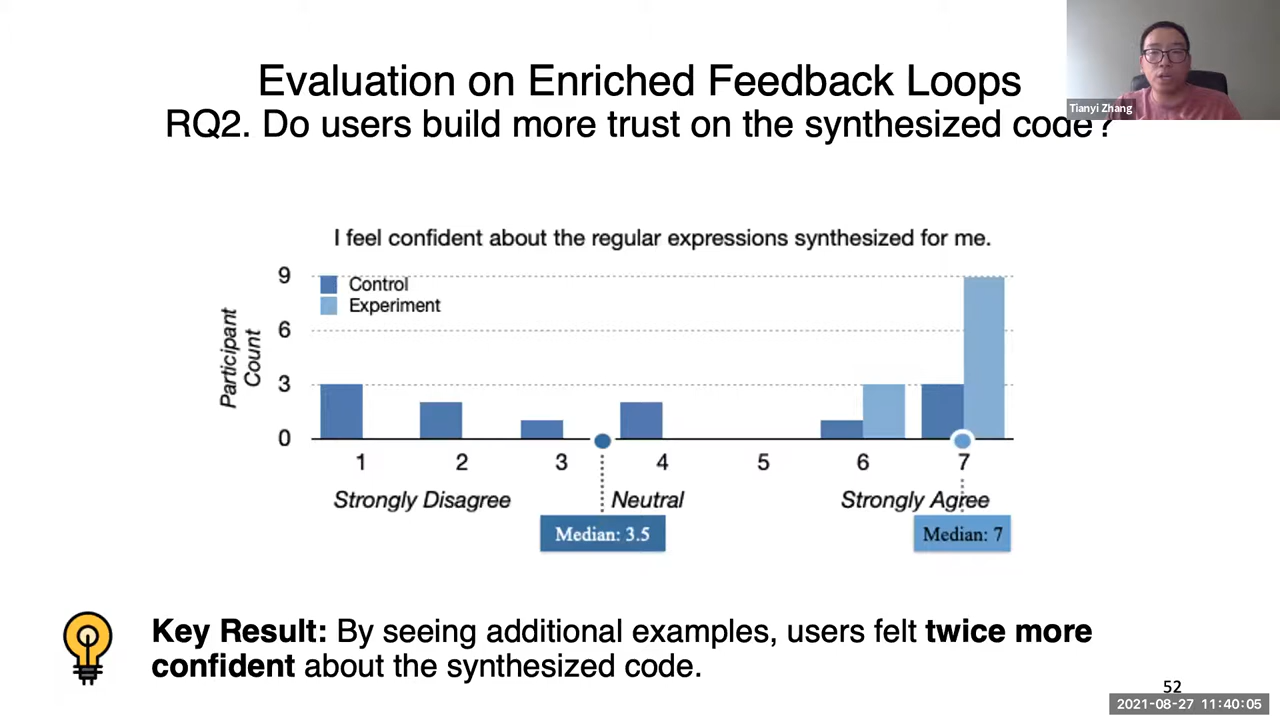 Evaluation on Enriched Feedback Loops
RQ2. Do users build more trust on the synthesized code?
Tianyi Zhang
I feel confident about the regular expressions synthesized for me.
Participant
Count
9
6
3
0
Control
Experiment
1 2 3 4 5 6 7
Strongly Disagree Neutral Strongly Agree
Median: 3.5 Median: 7
Key Result: By seeing additional examples, users felt twice more
confident about the synthesized code.
52
2021-08-27 11:40:05